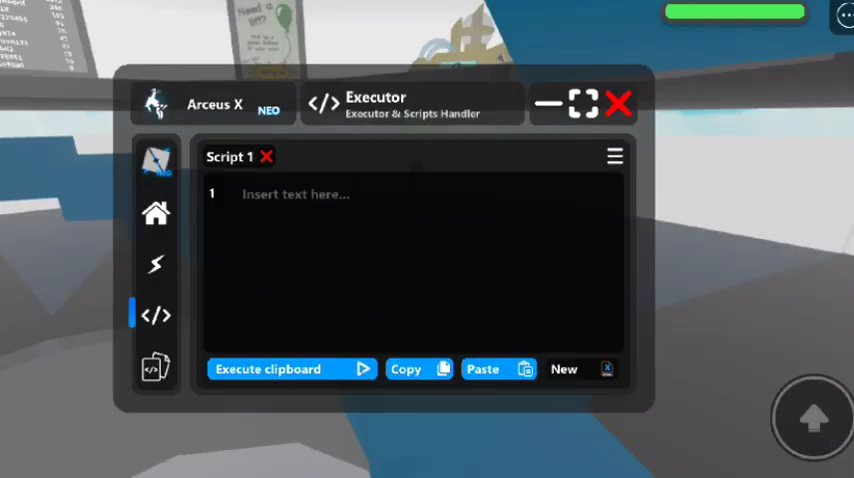 Need a
lift?
Arceus X NEO
Executor
Executor & Scripts Handler
Script 1
1 Insert text here...
Execute clipboard
Copy
Paste
New